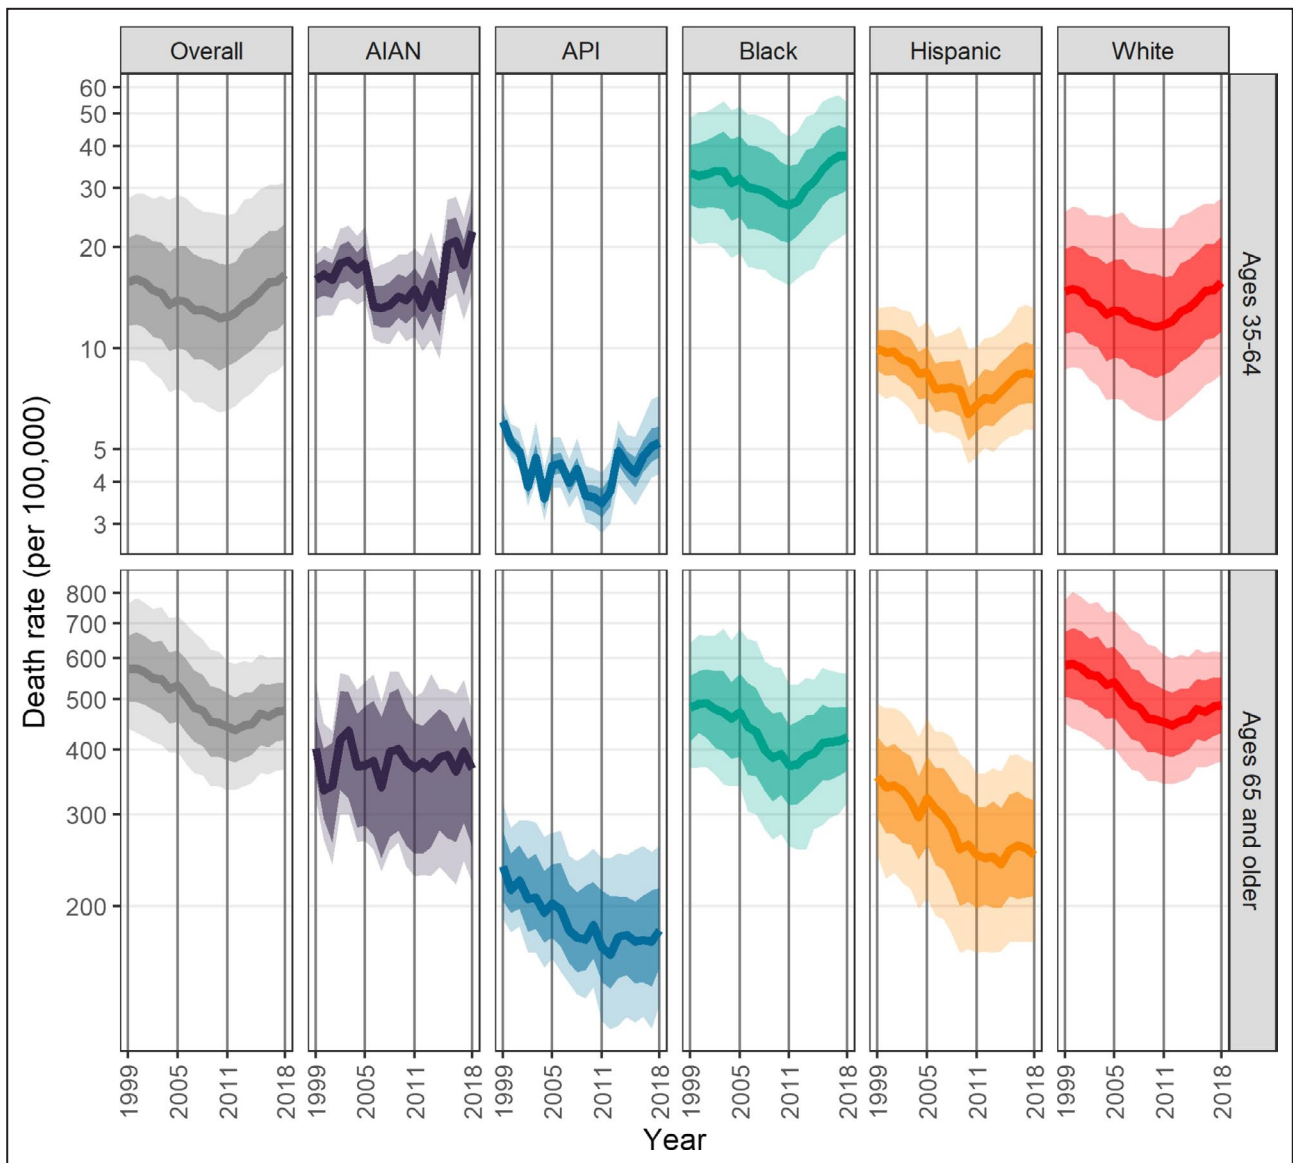 Overall AIAN API Black Hispanic White
Death rate (per 100,000)
60
50
40
30
20
10
5
4
3
Ages 35-64
800
700
600
500
400
300
200
Ages 65 and older
1999 2005 2011 2018 1999 2005 2011 2018 1999 2005 2011 2018 1999 2005 2011 2018 1999 2005 2011 2018 1999 2005 2011 2018
Year